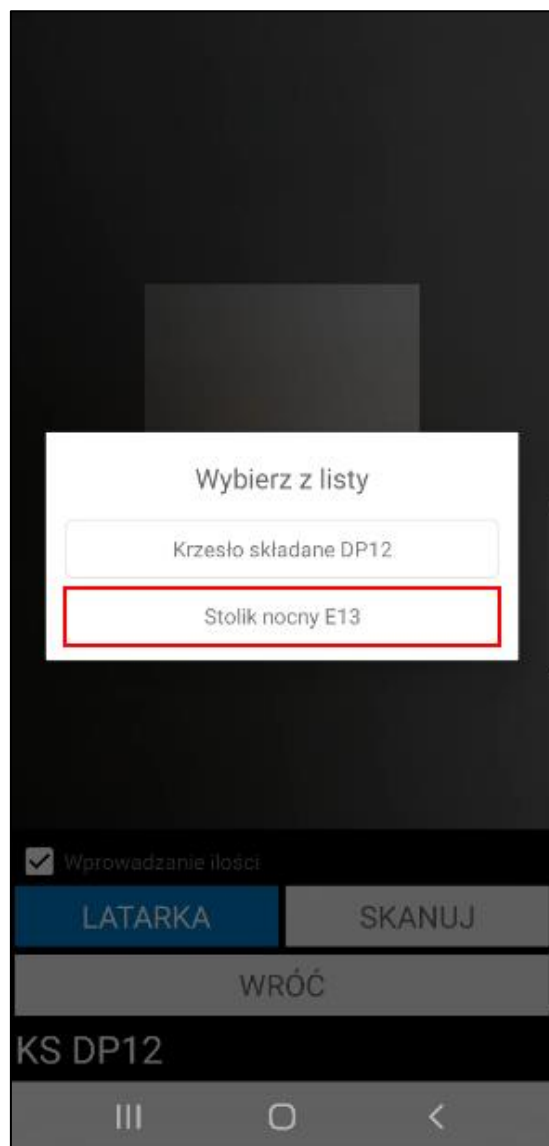 Wybierz z listy
Krzesło składane DP12
Stolik nocny E13
Wprowadzanie ilości
LATARKA SKANUJ
WRÓĆ
KS DP12